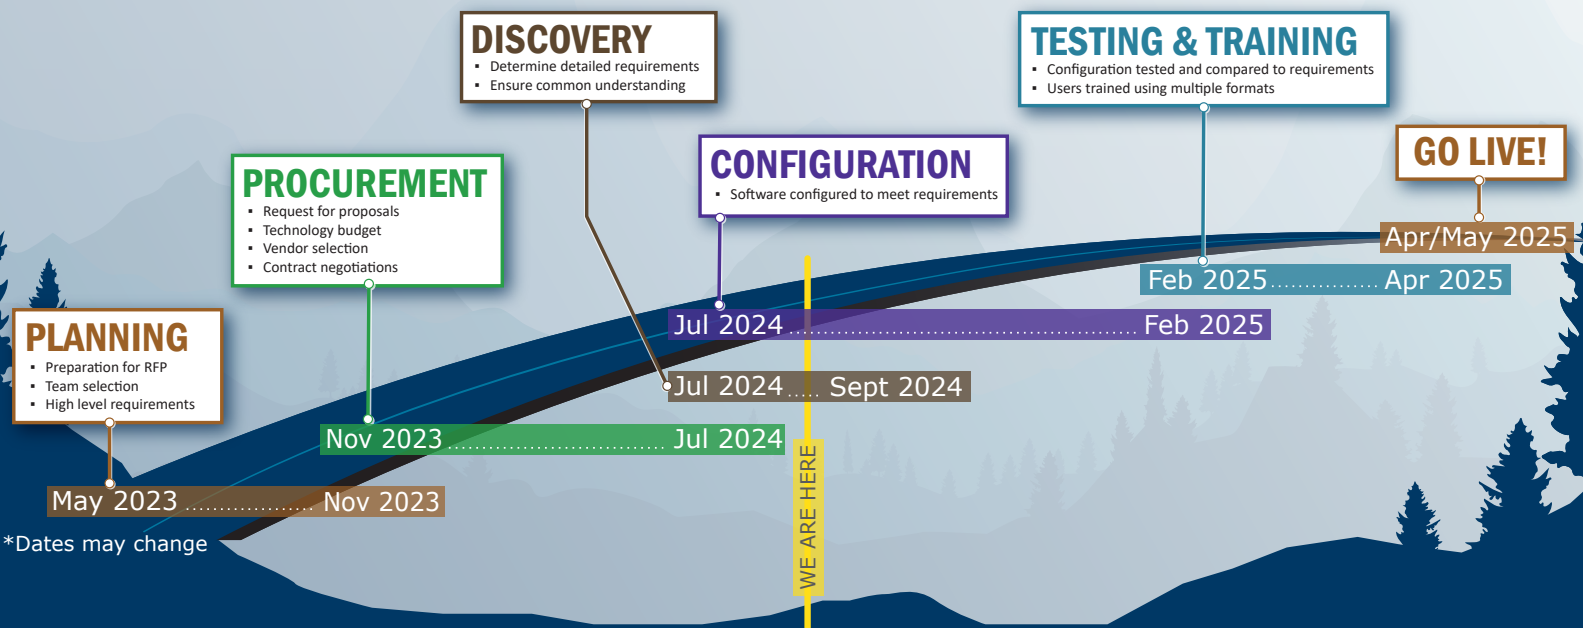 DISCOVERY
▪ Determine detailed requirements
▪ Ensure common understanding
TESTING & TRAINING
▪ Configuration tested and compared to requirements
▪ Users trained using multiple formats
GO LIVE!
CONFIGURATION
▪ Software configured to meet requirements
PROCUREMENT
▪ Request for proposals
▪ Technology budget
▪ Vendor selection
▪ Contract negotiations
PLANNING
▪ Preparation for RFP
▪ Team selection
▪ High level requirements
Apr/May 2025
Feb 2025................Apr 2025
Jul 2024.........................................Feb 2025
Jul 2024.....Sept 2024
Nov 2023..........................Jul 2024
May 2023...................Nov 2023
WE ARE HERE
*Dates may change